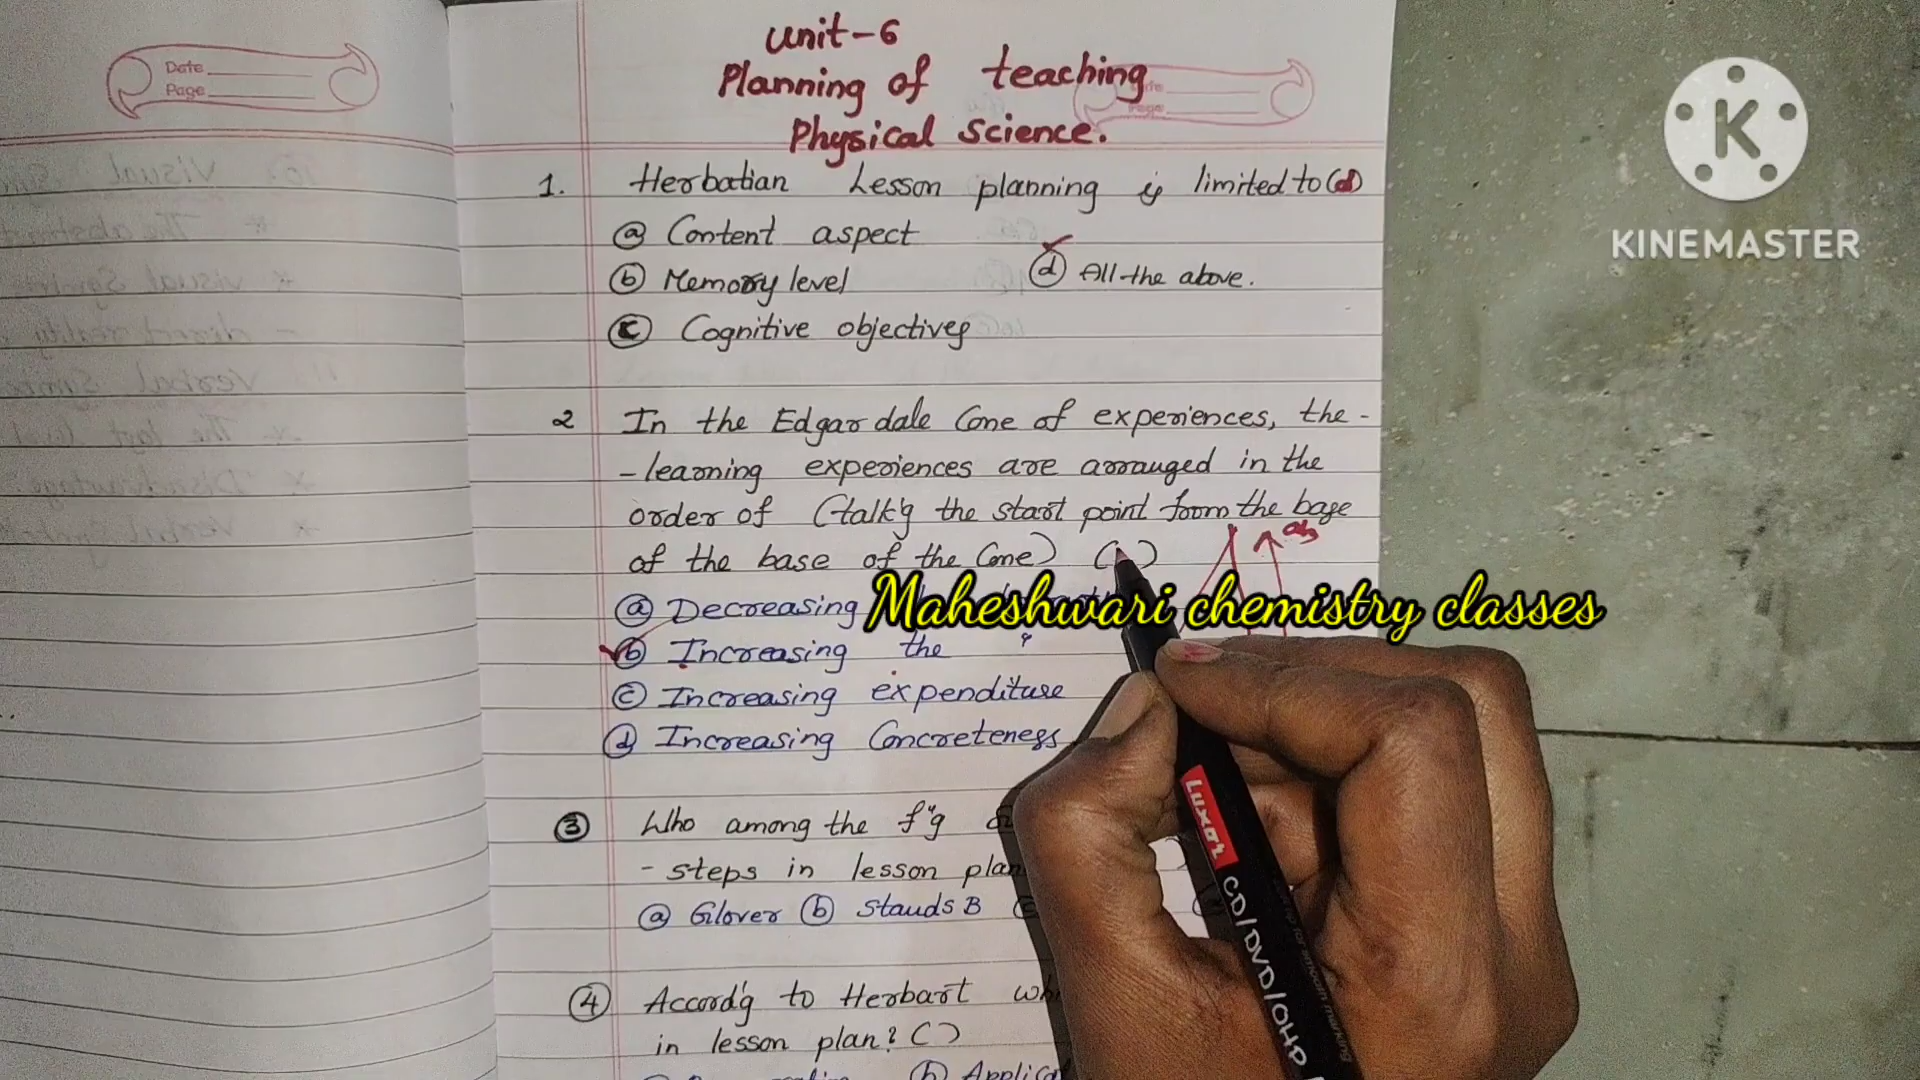 Date
Page
unit-6
Planning of teaching
Physical science.
1. Herbatian Lesson planning is limited to (d)
ⓐ Content aspect
ⓑ Memory level
ⓓ All the above.
ⓒ Cognitive objectives
2 In the Edgar dale Cone of experiences, the -
- learning experiences are arranged in the
order of (talk'g the start point from the base
of the base of the Cone) ( )
ⓐ Decreasing
ⓑ Increasing the
ⓒ Increasing expenditure
ⓓ Increasing Concreteness
③ Who among the f"g
- steps in lesson plan
ⓐ Glover ⓑ Stauds B
④ Accord'g to Herbart
in lesson plan? ( )
Maheshwari chemistry classes
K
KINEMASTER
LUXOR
CD/DVD/OHP